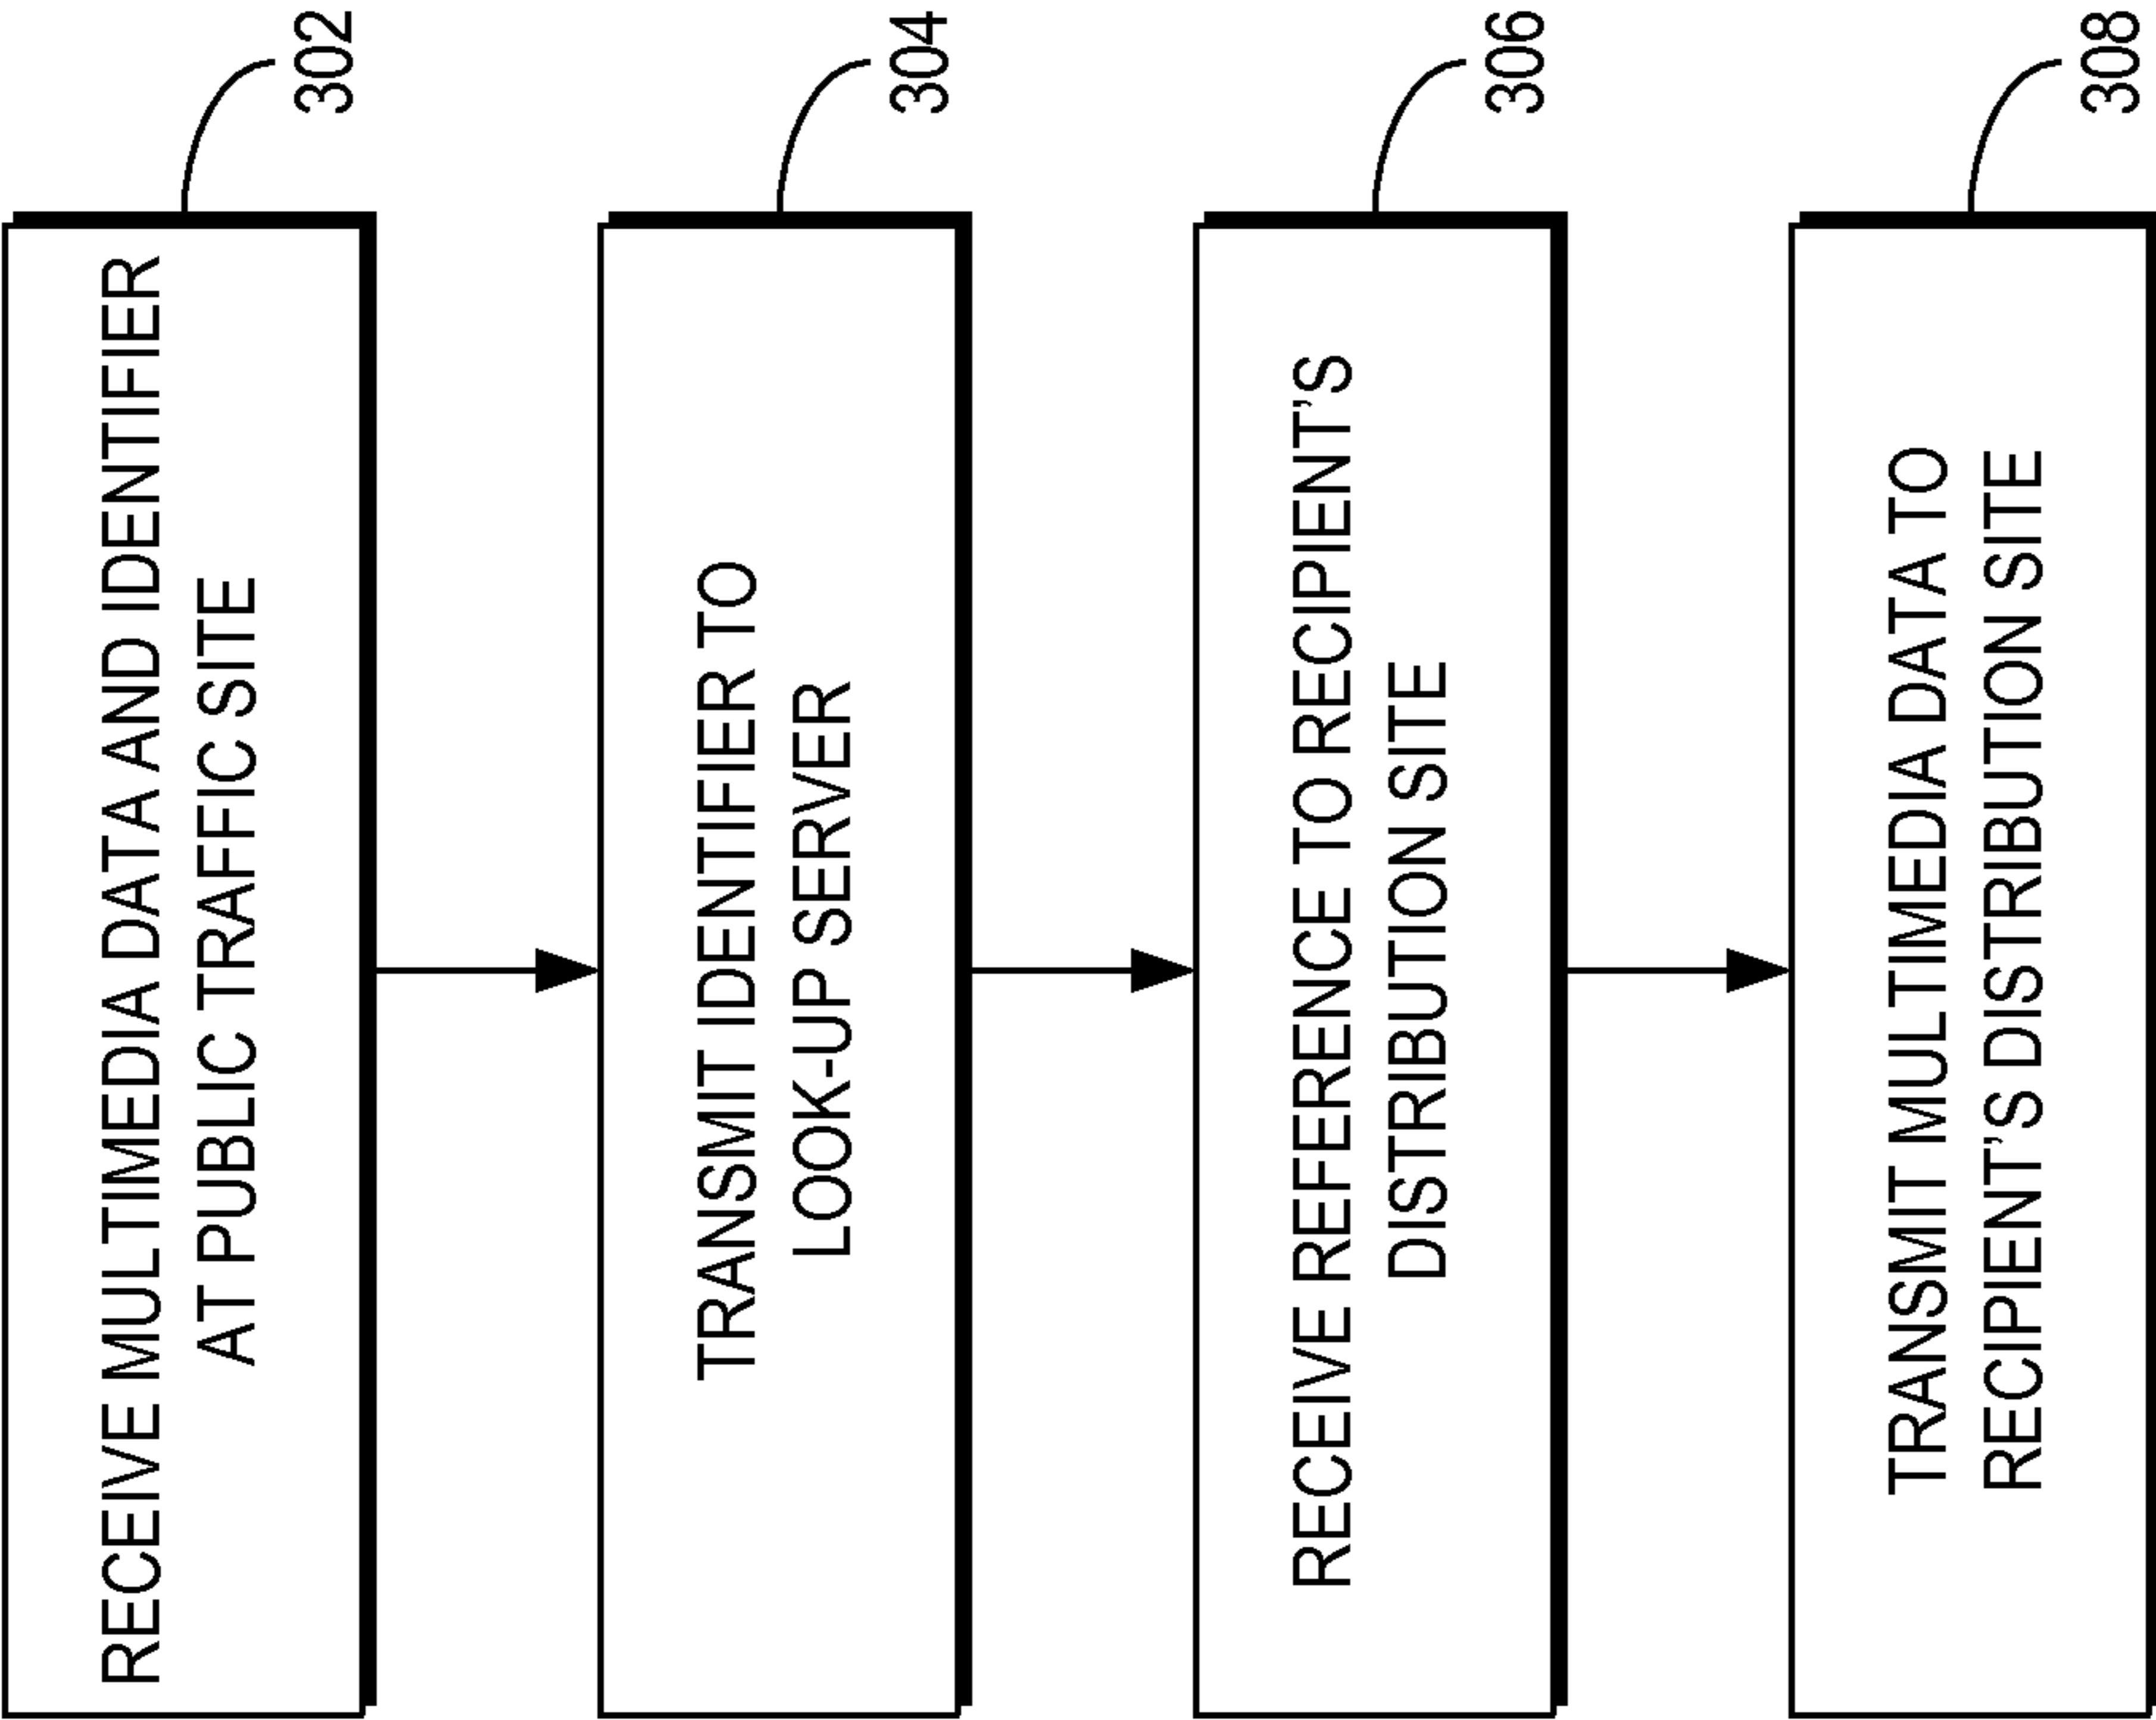 RECEIVE MULTIMEDIA DATA AND IDENTIFIER
AT PUBLIC TRAFFIC SITE
302
TRANSMIT IDENTIFIER TO
LOOK-UP SERVER
304
RECEIVE REFERENCE TO RECIPIENT'S
DISTRIBUTION SITE
306
TRANSMIT MULTIMEDIA DATA TO
RECIPIENT'S DISTRIBUTION SITE
308